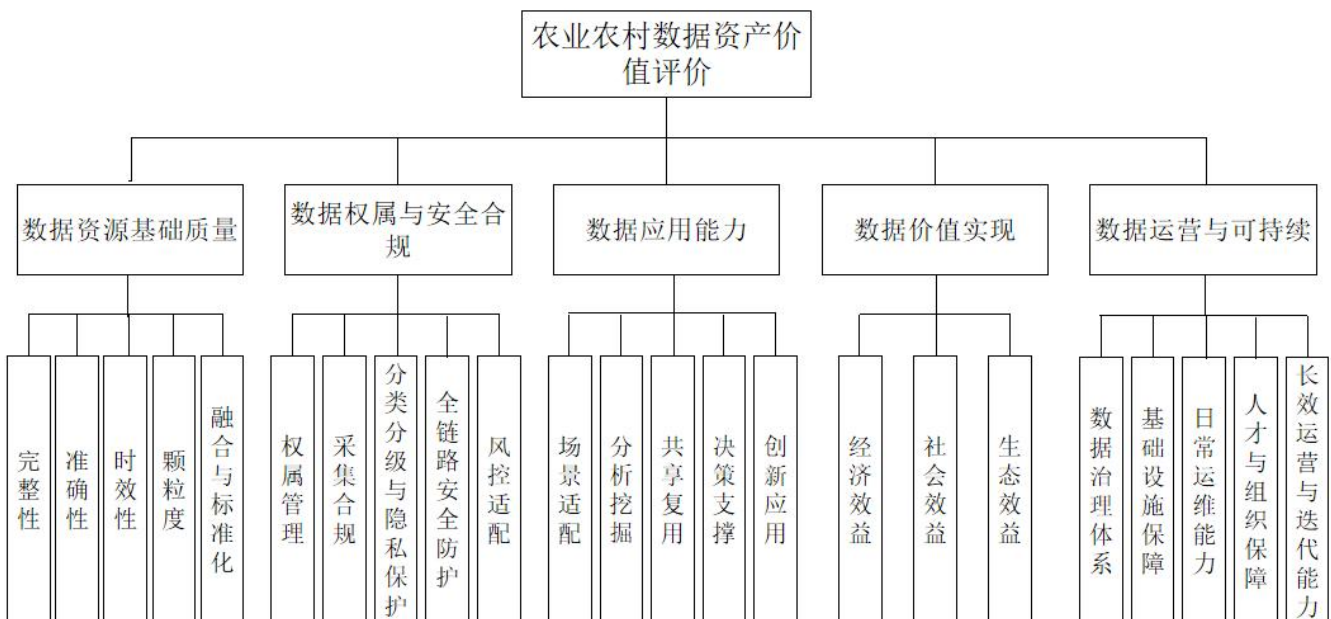 农业农村数据资产价
值评价
数据资源基础质量
数据权属与安全合
规
数据应用能力
数据价值实现
数据运营与可持续
完整性
准确性
时效性
颗粒度
融合与标准化
权属管理
采集合规
分类分级与隐私保护
全链路安全防护
风控适配
场景适配
分析挖掘
共享复用
决策支撑
创新应用
经济效益
社会效益
生态效益
数据治理体系
基础设施保障
日常运维能力
人才与组织保障
长效运营与迭代能力